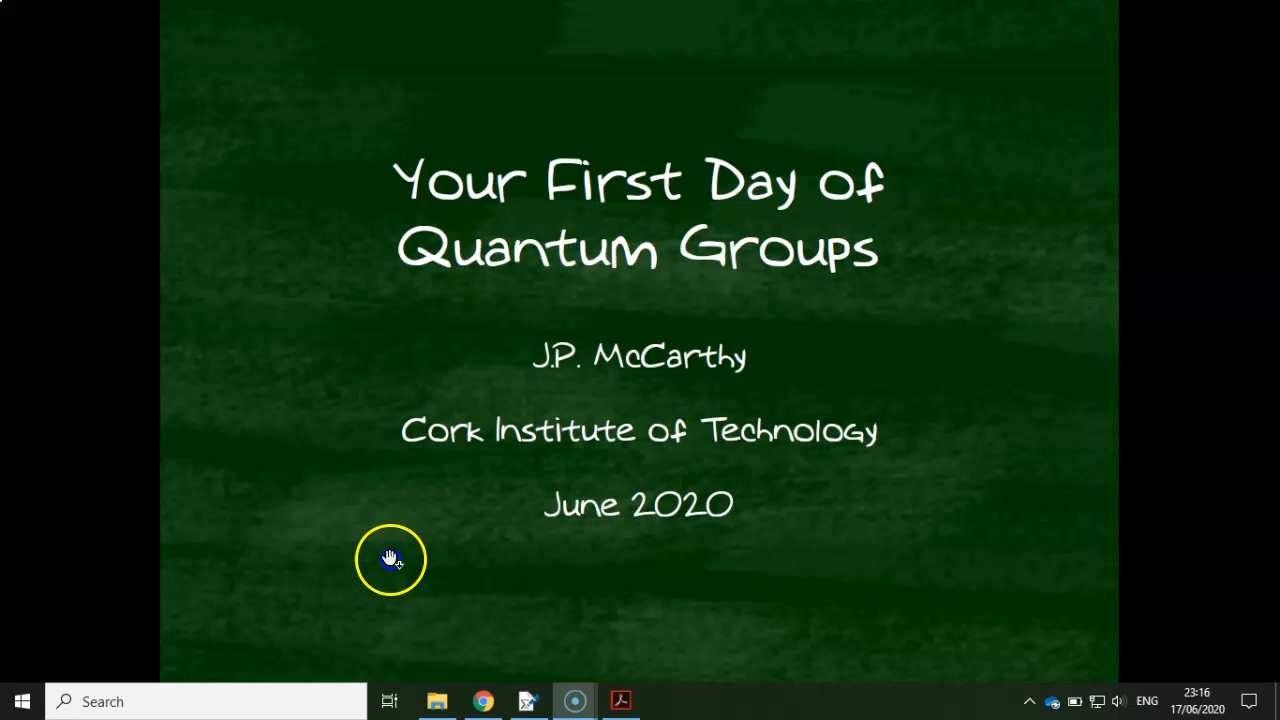 Your First Day of
Quantum Groups
J.P. McCarthy
Cork Institute of Technology
June 2020
Search
ENG
23:16
17/06/2020